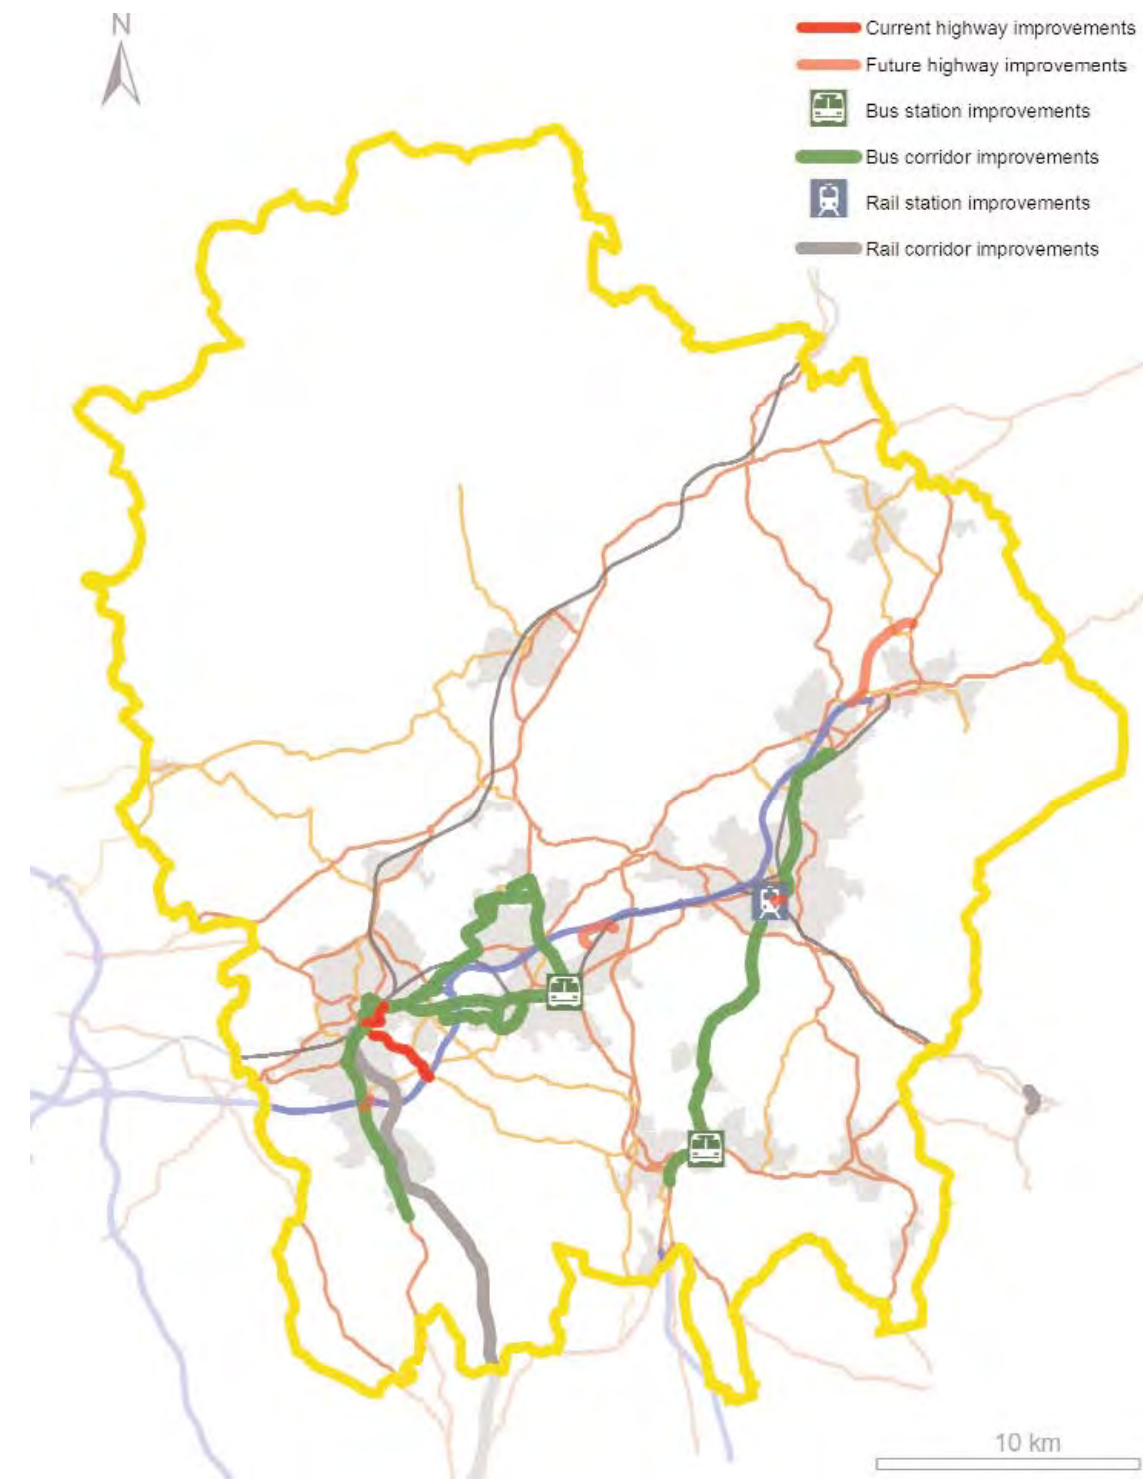 N
Current highway improvements
Future highway improvements
Bus station improvements
Bus corridor improvements
Rail station improvements
Rail corridor improvements
10 km